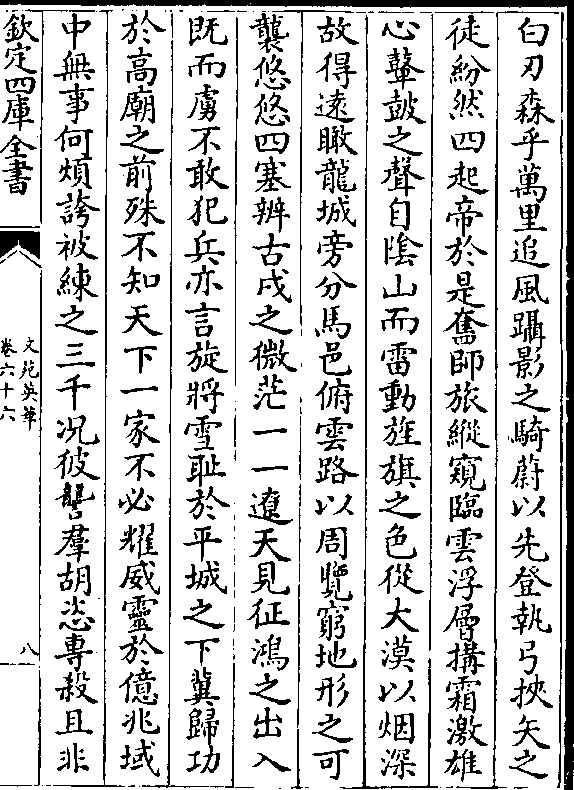 白刃森乎萬里追風躡影之騎蔚以先登執弓挾矢之
徒紛然四起帝於是奮師旅縱窺臨雲浮層搆霜激雄
心鼙皷之聲自陰山而雷動旌旗之色從大漠以烟深
故得逺瞰龍城旁分馬邑俯雲路以周覽窮地形之可
襲悠悠四塞辨古戍之微茫一一遼天見征鴻之出入
既而虜不敢犯兵亦言旋將雪耻於平城之下冀歸功
於髙廟之前殊不知天下一家不必耀威靈於億兆域
中無事何煩誇被練之三千况彼讋羣胡恣專殺且非
欽定四庫全書
文苑英華
卷六十六
八